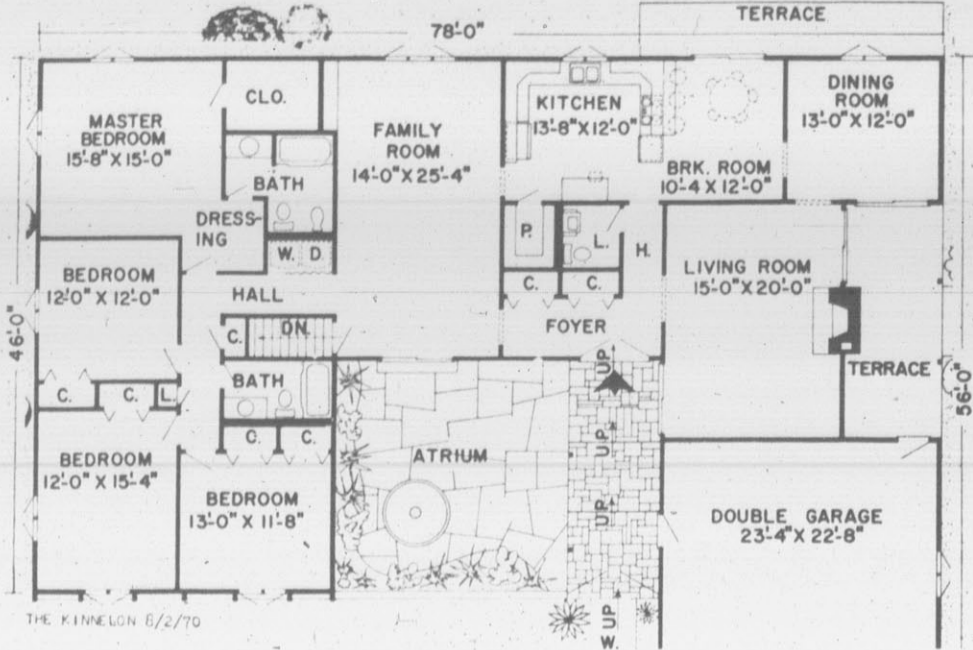 TERRACE
78'-0"
CLO.
MASTER
BEDROOM
15'-8" X 15'-0"
FAMILY
ROOM
14'-0" X 25'-4"
KITCHEN
13'-8" X 12'-0"
DINING
ROOM
13'-0" X 12'-0"
BRK. ROOM
10'-4 X 12'-0"
BATH
DRESS-
ING
W. D.
P.
L.
H.
BEDROOM
12'-0" X 12'-0"
HALL
LIVING ROOM
15'-0" X 20'-0"
C.
C.
FOYER
C.
DN.
46'-0"
UP
TERRACE
56'-0"
BATH
C.
C.
L.
C.
C.
UP
ATRIUM
BEDROOM
12'-0" X 15'-4"
BEDROOM
13'-0" X 11'-8"
UP
DOUBLE GARAGE
23'-4" X 22'-8"
UP
W.
THE KINNELON 8/2/70